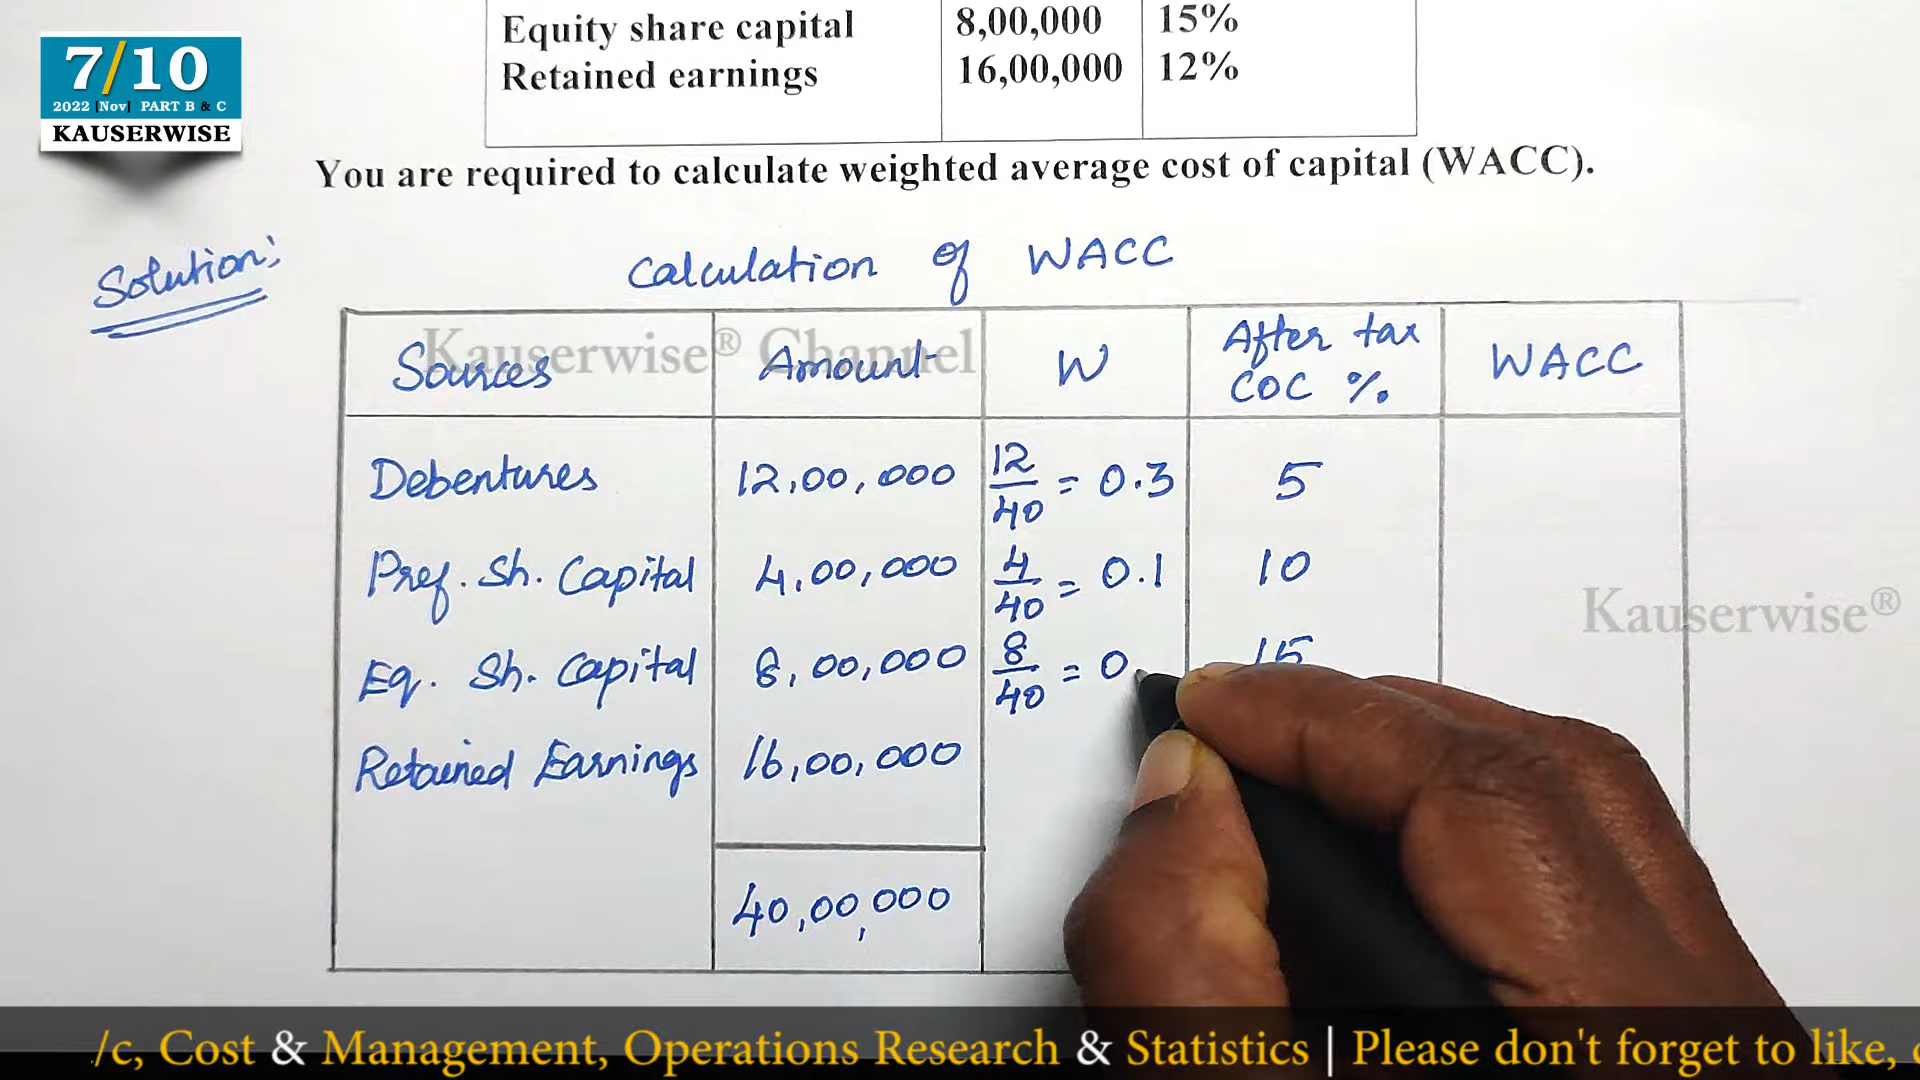 Equity share capital 8,00,000 15%
Retained earnings 16,00,000 12%
7/10
2022 [Nov] PART B & C
KAUSERWISE
You are required to calculate weighted average cost of capital (WACC).
Solution:
Calculation of WACC
Kauserwise® Channel
Sources Amount W After tax COC % WACC
Debentures 12,00,000 12/40 = 0.3 5
Pref. Sh. Capital 4,00,000 4/40 = 0.1 10
Kauserwise®
Eq. Sh. Capital 8,00,000 8/40 = 0. 15
Retained Earnings 16,00,000
40,00,000
/c, Cost & Management, Operations Research & Statistics | Please don't forget to like,